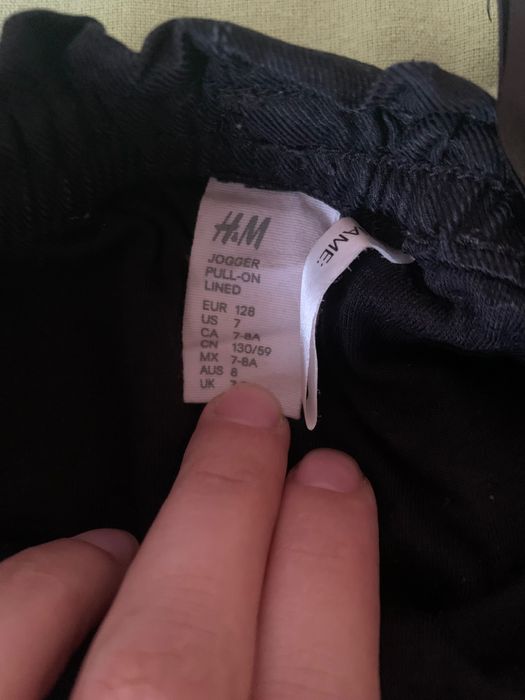 H&M
JOGGER
PULL-ON
LINED
EUR 128
US 7
CA 7-8A
CN 130/59
MX 7-8A
AUS 8
UK
AME: